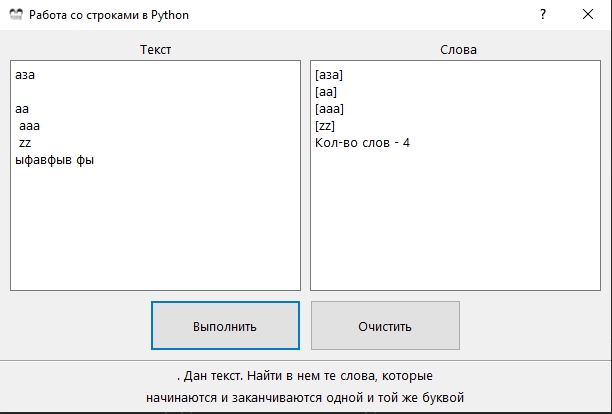 Работа со строками в Python
?
Текст
Слова
аза
аа
ааа
zz
ыфавфыв фы
[аза]
[аа]
[ааа]
[zz]
Кол-во слов - 4
Выполнить
Очистить
. Дан текст. Найти в нем те слова, которые
начинаются и заканчиваются одной и той же буквой